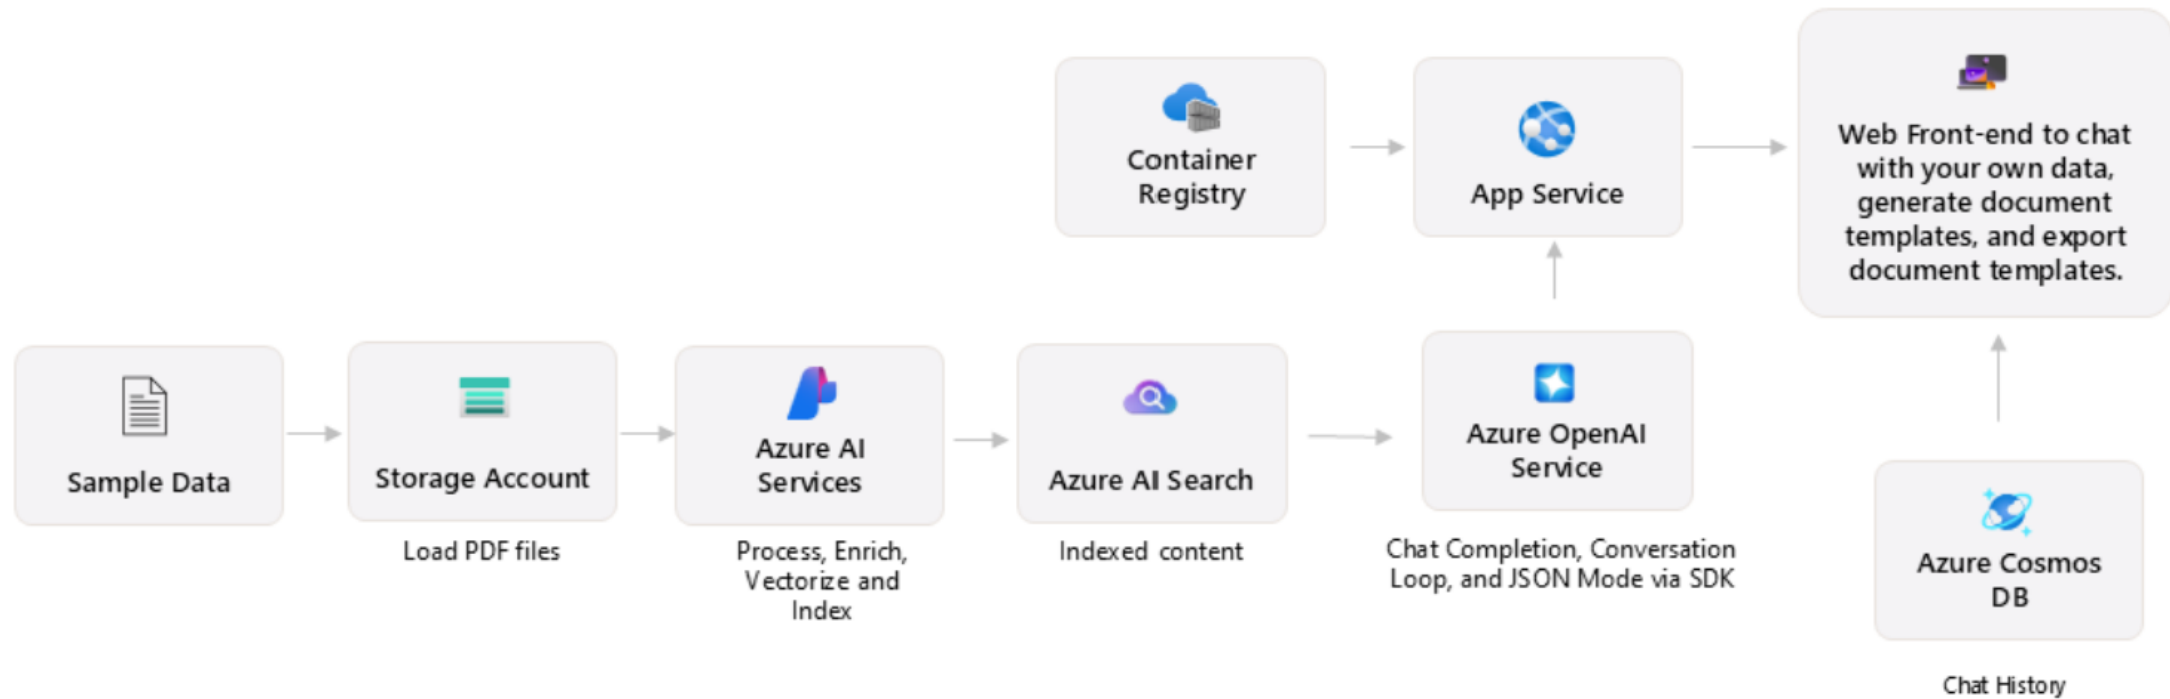 Container
Registry
App Service
Web Front-end to chat
with your own data,
generate document
templates, and export
document templates.
Sample Data
Storage Account
Load PDF files
Azure AI
Services
Process, Enrich,
Vectorize and
Index
Azure AI Search
Indexed content
Azure OpenAI
Service
Chat Completion, Conversation
Loop, and JSON Mode via SDK
Azure Cosmos
DB
Chat History